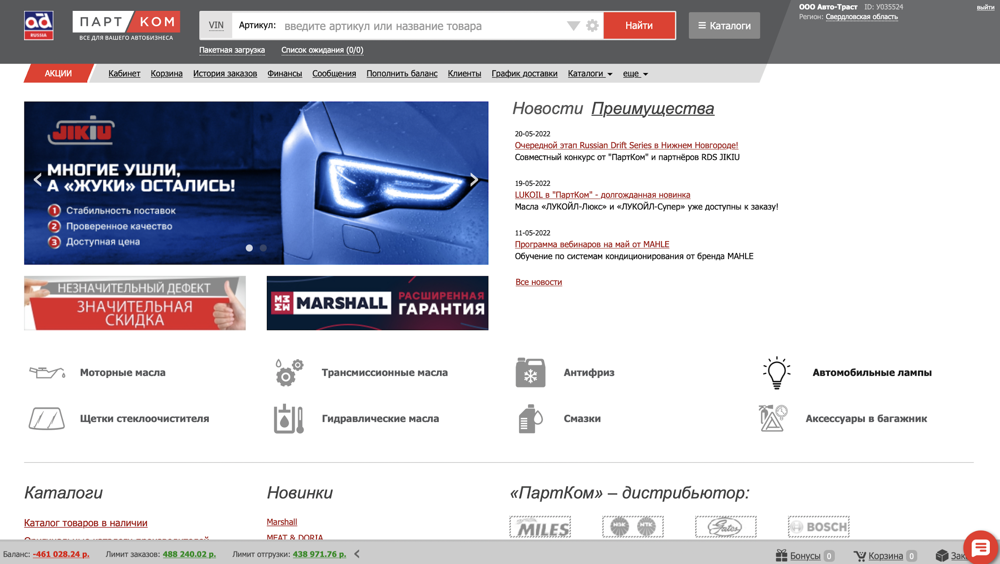 ad
RUSSIA
ПАРТ КОМ
ВСЕ ДЛЯ ВАШЕГО АВТОБИЗНЕСА
VIN
Артикул: введите артикул или название товара
Найти
Каталоги
ООО Авто-Траст ID: У035524
Регион: Свердловская область
выйти
Пакетная загрузка Список ожидания (0/0)
АКЦИИ Кабинет Корзина История заказов Финансы Сообщения Пополнить баланс Клиенты График доставки Каталоги еще
JIKIU
МНОГИЕ УШЛИ,
А «ЖУКИ» ОСТАЛИСЬ!
1 Стабильность поставок
2 Проверенное качество
3 Доступная цена
Новости Преимущества
20-05-2022
Очередной этап Russian Drift Series в Нижнем Новгороде!
Совместный конкурс от "ПартКом" и партнёров RDS JIKIU
19-05-2022
LUKOIL в "ПартКом" - долгожданная новинка
Масла «ЛУКОЙЛ-Люкс» и «ЛУКОЙЛ-Супер» уже доступны к заказу!
11-05-2022
Программа вебинаров на май от MAHLE
Обучение по системам кондиционирования от бренда MAHLE
Все новости
НЕЗНАЧИТЕЛЬНЫЙ ДЕФЕКТ
ЗНАЧИТЕЛЬНАЯ
СКИДКА
MARSHALL
РАСШИРЕННАЯ
ГАРАНТИЯ
Моторные масла
Трансмиссионные масла
Антифриз
Автомобильные лампы
Щетки стеклоочистителя
Гидравлические масла
Смазки
Аксессуары в багажник
Каталоги
Новинки
«ПартКом» – дистрибьютор:
Каталог товаров в наличии
Оригинальные каталоги производителей
Marshall
MEAT & DORIA
MILES
NGK NTK
Gates
BOSCH
Баланс: -461 028.24 р. Лимит заказов: 488 240.02 р. Лимит отгрузки: 438 971.76 р.
Бонусы 0 Корзина 0